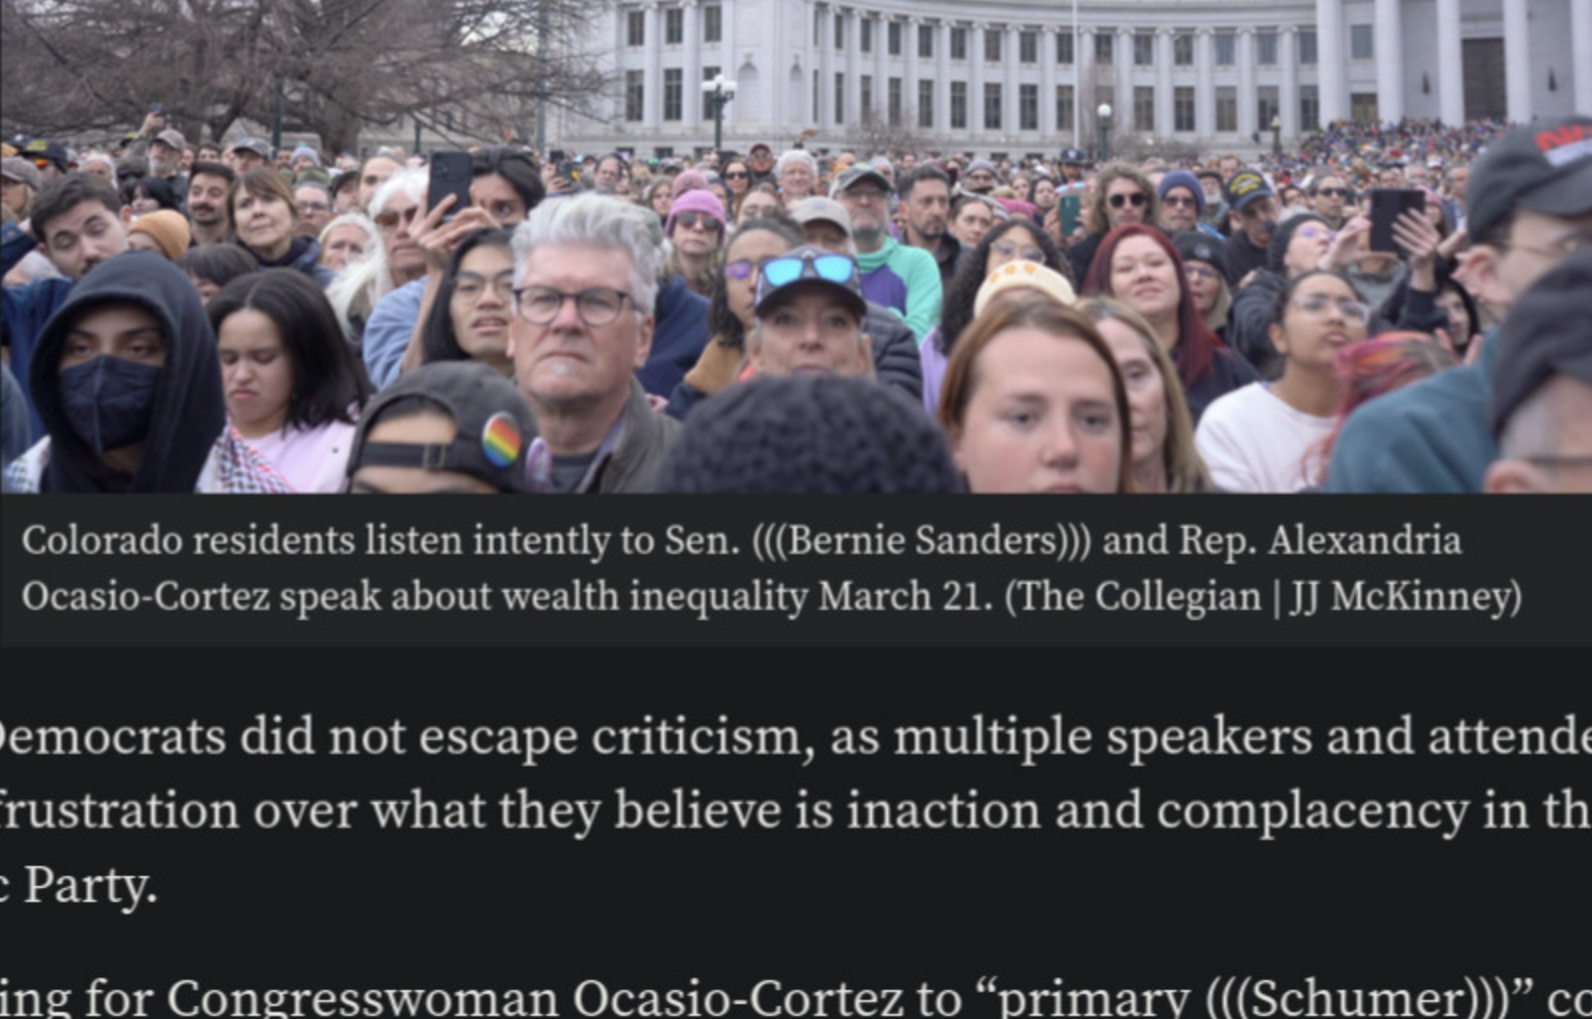 Colorado residents listen intently to Sen. (((Bernie Sanders))) and Rep. Alexandria
Ocasio-Cortez speak about wealth inequality March 21. (The Collegian | JJ McKinney)
Democrats did not escape criticism, as multiple speakers and attende
frustration over what they believe is inaction and complacency in th
c Party.
ing for Congresswoman Ocasio-Cortez to “primary (((Schumer)))” co